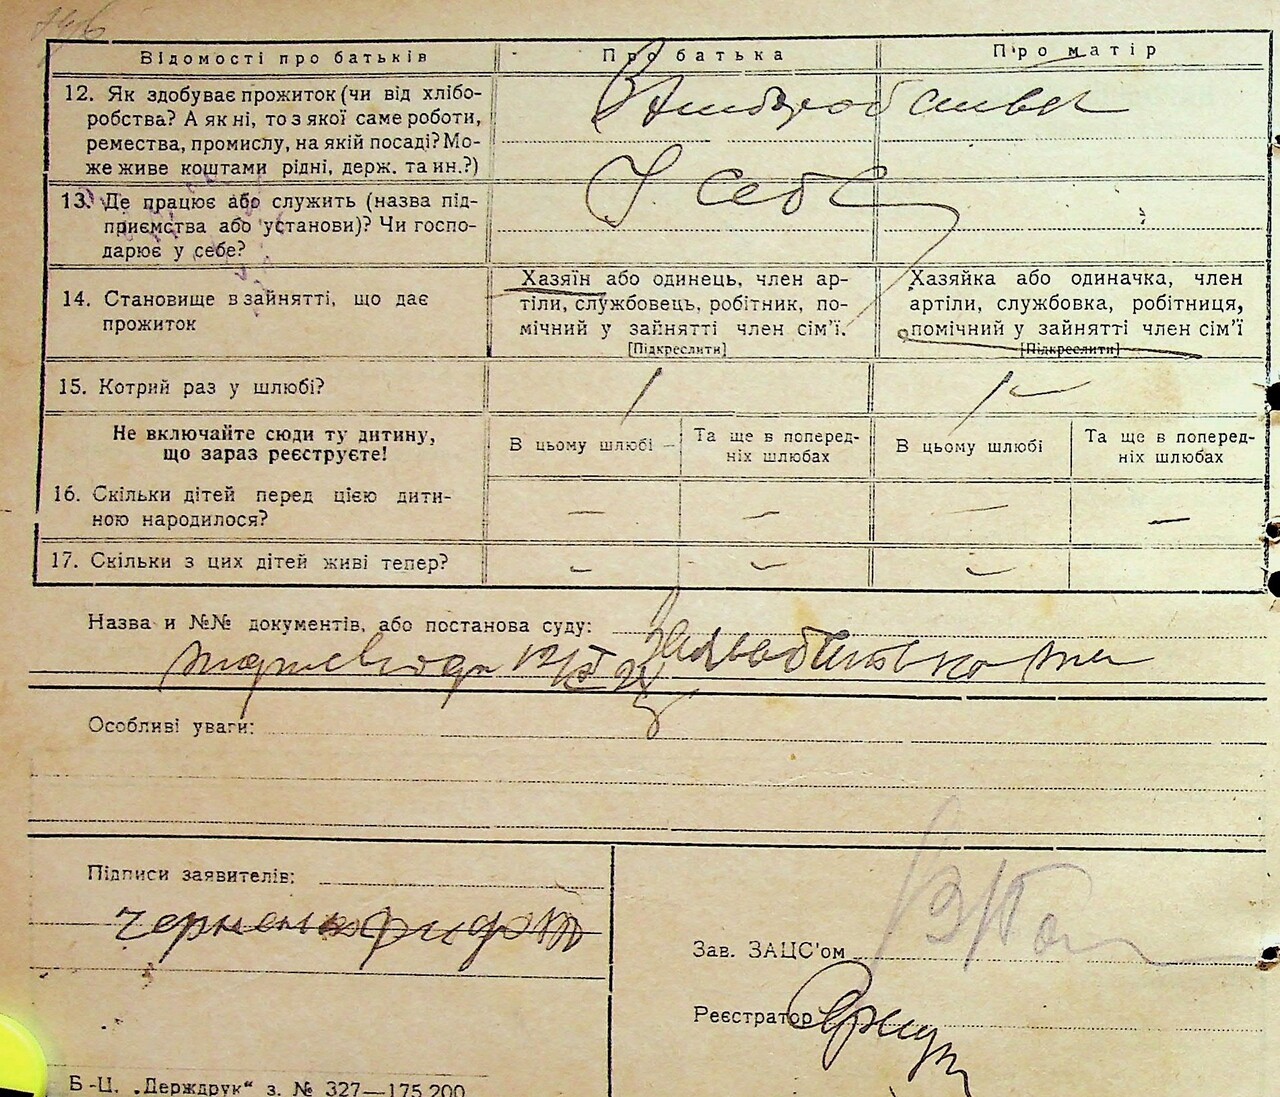 Відомості про батьків
Про батька
Про матір
12. Як здобуває прожиток (чи від хлібо-
робства? А як ні, то з якої саме роботи,
ремества, промислу, на якій посаді? Мо-
же живе коштами рідні, держ. та ин.?)
13. Де працює або служить (назва під-
приємства або установи)? Чи госпо-
дарює у себе?
У себе
14. Становище в зайнятті, що дає
прожиток
Хазяїн або одинець, член ар-
тіли, службовець, робітник, по-
мічний у зайнятті член сім'ї.
[Підкреслити]
Хазяйка або одиначка, член
артіли, службовка, робітниця,
помічний у зайнятті член сім'ї
[Підкреслити]
15. Котрий раз у шлюбі?
1
1
Не включайте сюди ту дитину,
що зараз реєструєте!
В цьому шлюбі
Та ще в поперед-
ніх шлюбах
В цьому шлюбі
Та ще в поперед-
ніх шлюбах
16. Скільки дітей перед цією дити-
ною народилося?
–
–
–
–
17. Скільки з цих дітей живі тепер?
–
–
–
Назва и №№ документів, або постанова суду:
Особливі уваги:
Підписи заявителів:
Зав. ЗАЦС'ом
Реєстратор
Б-Ц. „Держдрук" з. № 327—175.200